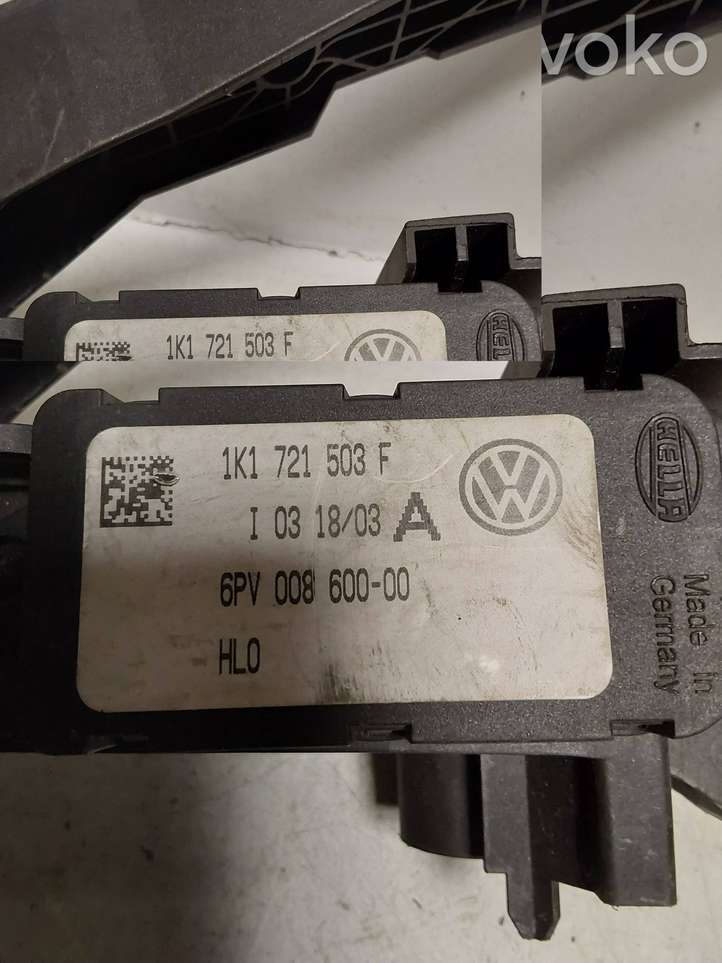 voko
1K1 721 503 F
HELLA
1K1 721 503 F
I 03 18/03 A
6PV 008 600-00
HLO
HELLA
Made in
Germany